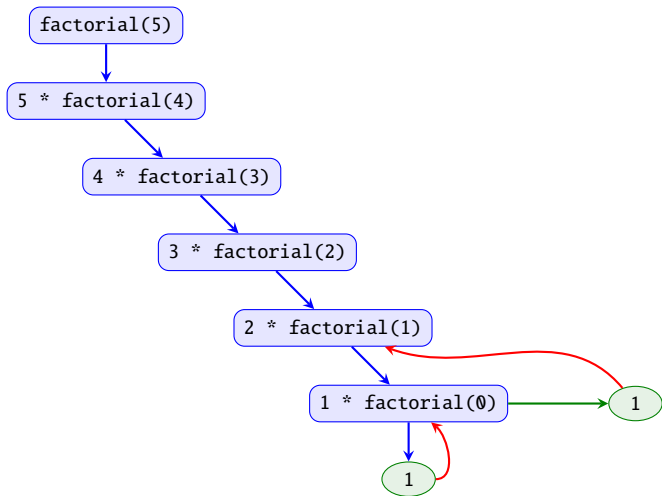 factorial(5)
5 * factorial(4)
4 * factorial(3)
3 * factorial(2)
2 * factorial(1)
1 * factorial(0)
1
1